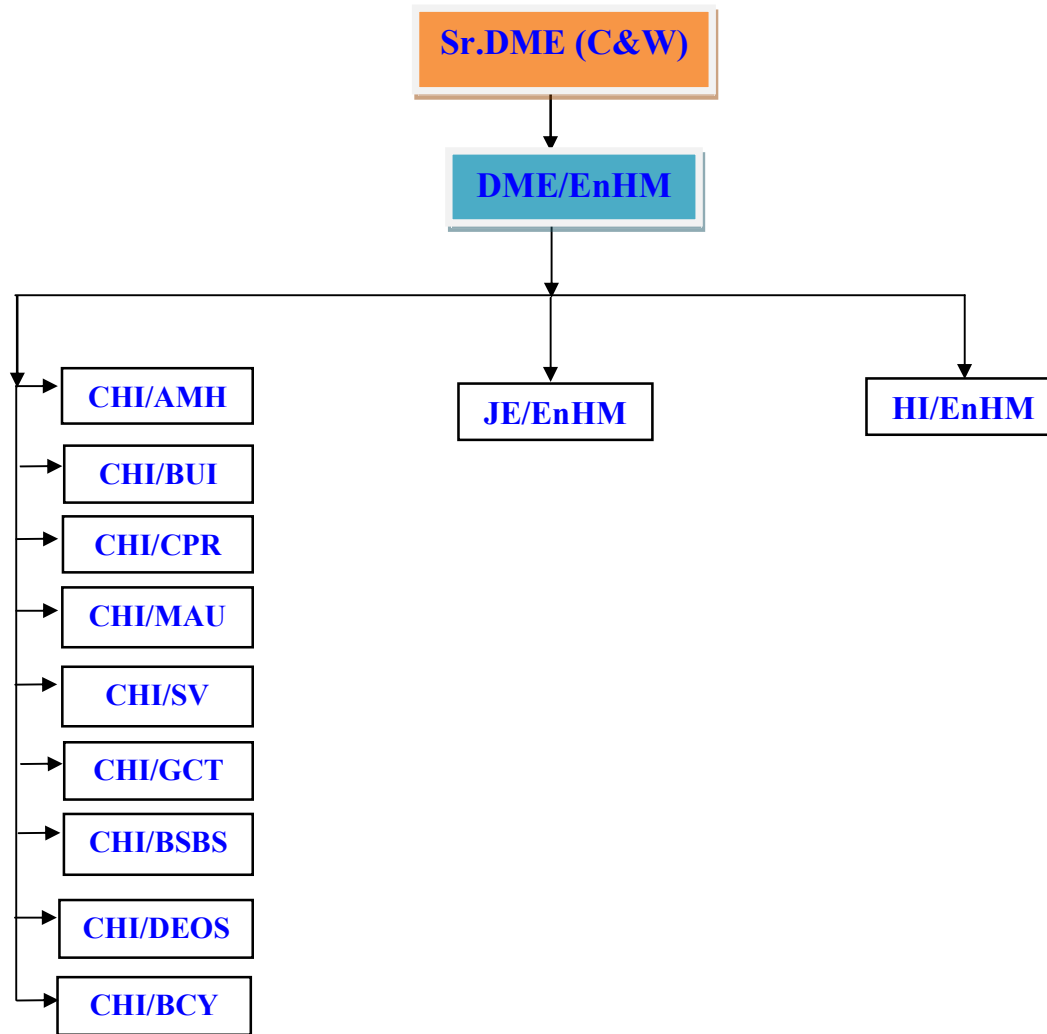 Sr.DME (C&W)
DME/EnHM
CHI/AMH
JE/EnHM
HI/EnHM
CHI/BUI
CHI/CPR
CHI/MAU
CHI/SV
CHI/GCT
CHI/BSBS
CHI/DEOS
CHI/BCY